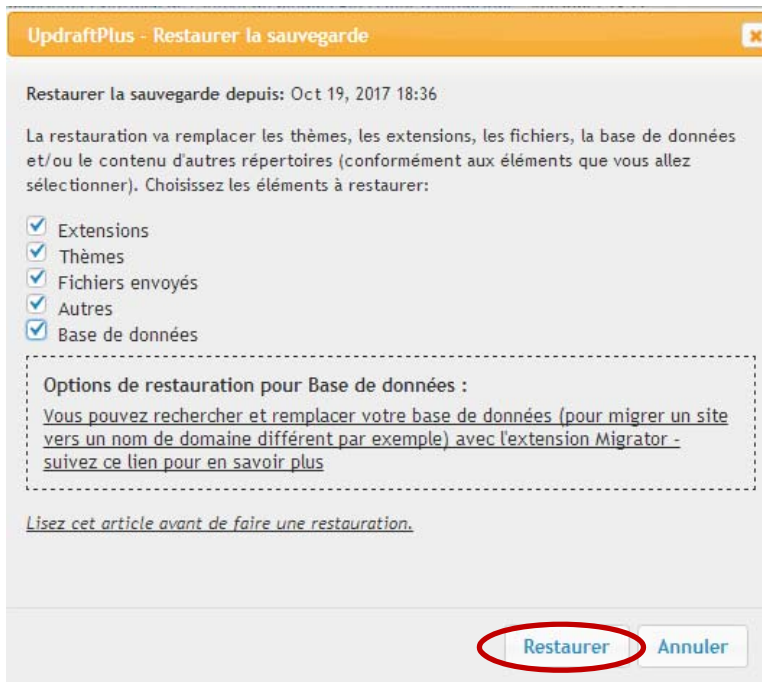 UpdraftPlus - Restaurer la sauvegarde
Restaurer la sauvegarde depuis: Oct 19, 2017 18:36
La restauration va remplacer les thèmes, les extensions, les fichiers, la base de données
et/ou le contenu d'autres répertoires (conformément aux éléments que vous allez
sélectionner). Choisissez les éléments à restaurer:
Extensions
Thèmes
Fichiers envoyés
Autres
Base de données
Options de restauration pour Base de données :
Vous pouvez rechercher et remplacer votre base de données (pour migrer un site
vers un nom de domaine différent par exemple) avec l'extension Migrator -
suivez ce lien pour en savoir plus
Lisez cet article avant de faire une restauration.
Restaurer Annuler